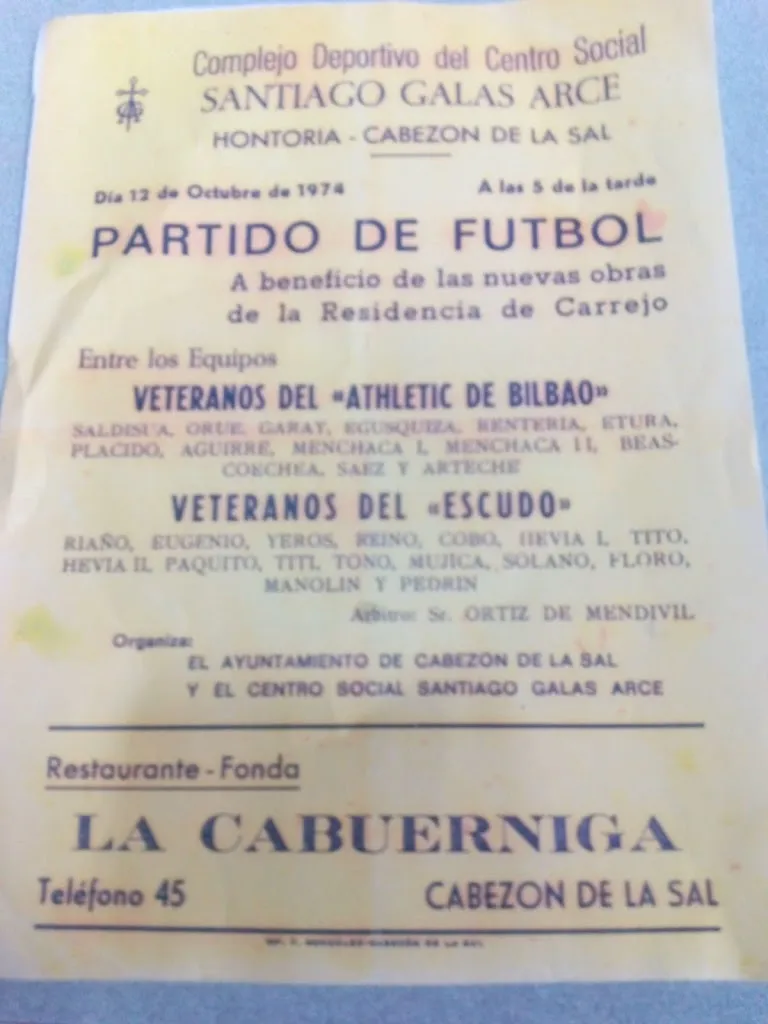 Complejo Deportivo del Centro Social
SANTIAGO GALAS ARCE
HONTORIA - CABEZON DE LA SAL
Día 12 de Octubre de 1974
A las 5 de la tarde
PARTIDO DE FUTBOL
A beneficio de las nuevas obras
de la Residencia de Carrejo
Entre los Equipos
VETERANOS DEL «ATHLETIC DE BILBAO»
SALDISUA, ORUE, GARAY, EGUSQUIZA, RENTERIA, ETURA,
PLACIDO, AGUIRRE, MENCHACA I, MENCHACA II, BEAS-
COECHEA, SAEZ Y ARTECHE
VETERANOS DEL «ESCUDO»
RIAÑO, EUGENIO, YEROS, REINO, COBO, HEVIA I, TITO,
HEVIA II, PAQUITO, TITI, TONO, MUJICA, SOLANO, FLORO,
MANOLIN Y PEDRIN
Arbitro: Sr. ORTIZ DE MENDIVIL
Organiza:
EL AYUNTAMIENTO DE CABEZON DE LA SAL
Y EL CENTRO SOCIAL SANTIAGO GALAS ARCE
Restaurante - Fonda
LA CABUERNIGA
Teléfono 45
CABEZON DE LA SAL
CABEZON DE LA SAL